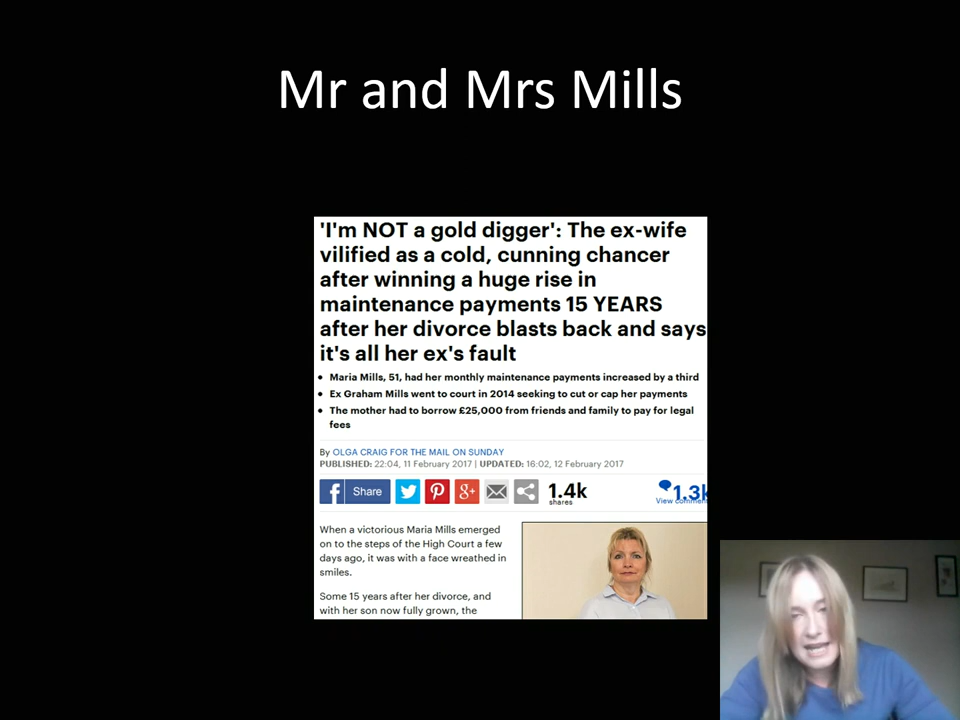 Mr and Mrs Mills
'I'm NOT a gold digger': The ex-wife
vilified as a cold, cunning chancer
after winning a huge rise in
maintenance payments 15 YEARS
after her divorce blasts back and says
it's all her ex's fault
Maria Mills, 51, had her monthly maintenance payments increased by a third
Ex Graham Mills went to court in 2014 seeking to cut or cap her payments
The mother had to borrow £25,000 from friends and family to pay for legal
fees
By OLGA CRAIG FOR THE MAIL ON SUNDAY
PUBLISHED: 22:04, 11 February 2017 | UPDATED: 16:02, 12 February 2017
f Share g+ 1.4k shares 1.3k
View commen
When a victorious Maria Mills emerged
on to the steps of the High Court a few
days ago, it was with a face wreathed in
smiles.
Some 15 years after her divorce, and
with her son now fully grown, the